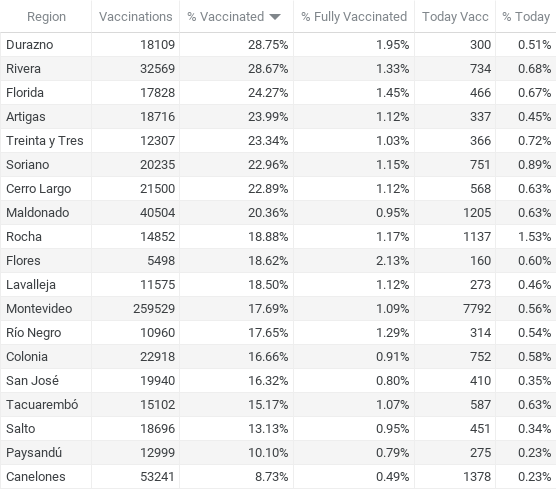 Region Vaccinations % Vaccinated % Fully Vaccinated Today Vacc % Today
Durazno 18109 28.75% 1.95% 300 0.51%
Rivera 32569 28.67% 1.33% 734 0.68%
Florida 17828 24.27% 1.45% 466 0.67%
Artigas 18716 23.99% 1.12% 337 0.45%
Treinta y Tres 12307 23.34% 1.03% 366 0.72%
Soriano 20235 22.96% 1.15% 751 0.89%
Cerro Largo 21500 22.89% 1.12% 568 0.63%
Maldonado 40504 20.36% 0.95% 1205 0.63%
Rocha 14852 18.88% 1.17% 1137 1.53%
Flores 5498 18.62% 2.13% 160 0.60%
Lavalleja 11575 18.50% 1.12% 273 0.46%
Montevideo 259529 17.69% 1.09% 7792 0.56%
Río Negro 10960 17.65% 1.29% 314 0.54%
Colonia 22918 16.66% 0.91% 752 0.58%
San José 19940 16.32% 0.80% 410 0.35%
Tacuarembó 15102 15.17% 1.07% 587 0.63%
Salto 18696 13.13% 0.95% 451 0.34%
Paysandú 12999 10.10% 0.79% 275 0.23%
Canelones 53241 8.73% 0.49% 1378 0.23%